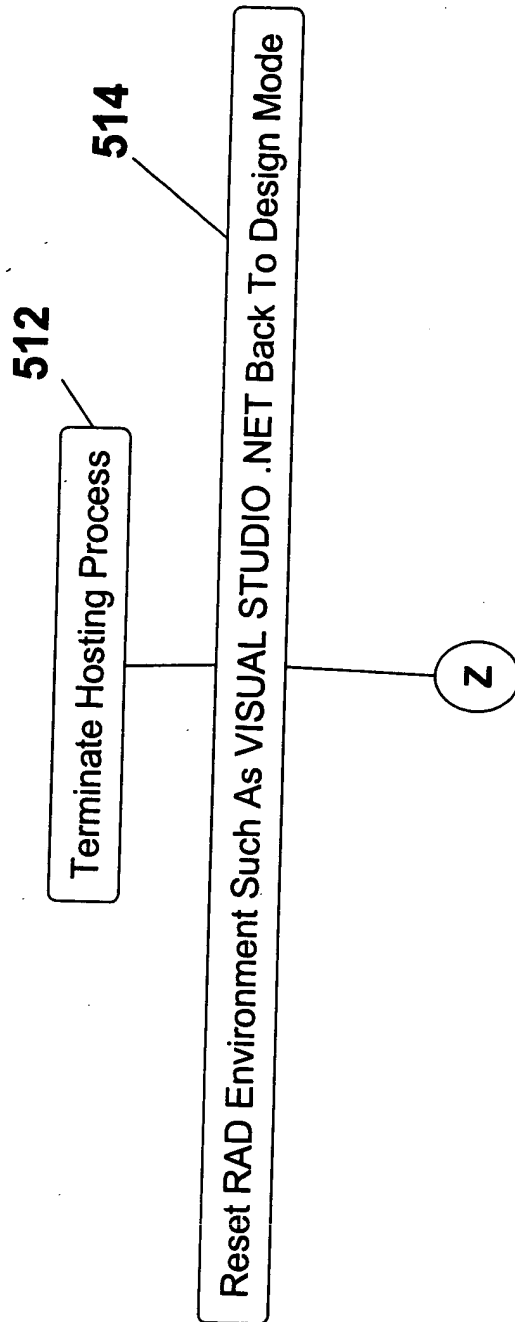 512
Terminate Hosting Process
514
Reset RAD Environment Such As VISUAL STUDIO .NET Back To Design Mode
Z